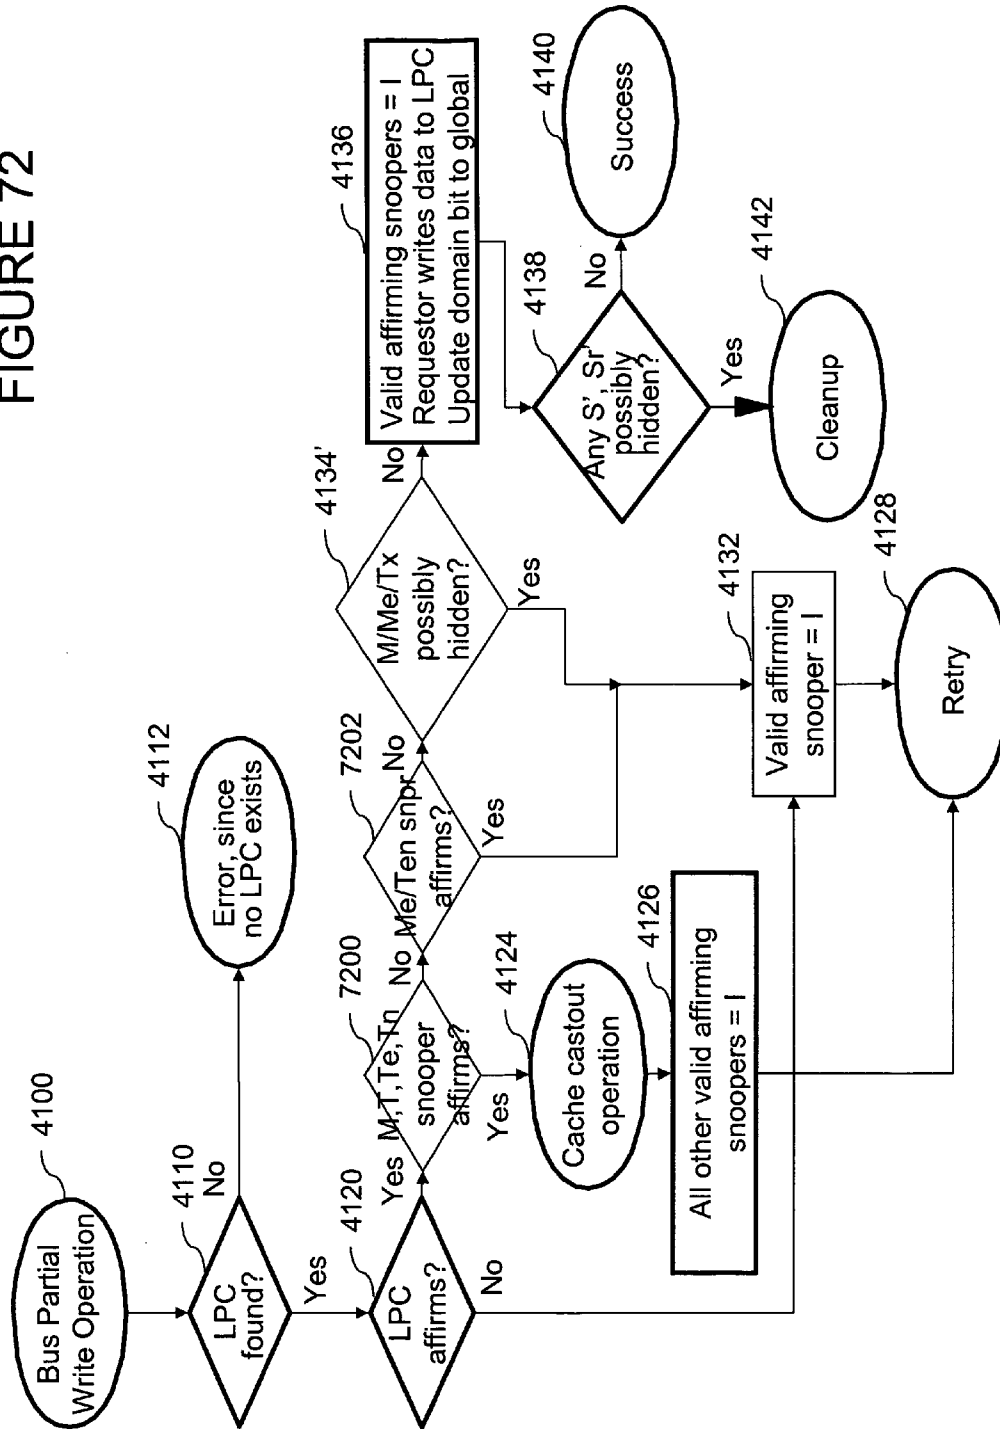 FIGURE 72
Bus Partial
Write Operation
4100
LPC
found?
4110
No
Yes
Error, since
no LPC exists
4112
LPC
affirms?
4120
Yes
No
M,T,Te,Tn
snooper
affirms?
7200
No
Yes
Cache castout
operation
4124
All other valid affirming
snoopers = I
4126
Me/Ten snpr
affirms?
7202
No
Yes
M/Me/Tx
possibly
hidden?
4134'
No
Yes
Valid affirming
snooper = I
4132
Retry
4128
Valid affirming snoopers = I
Requestor writes data to LPC
Update domain bit to global
4136
Any S', Sr'
possibly
hidden?
4138
No
Yes
Success
4140
Cleanup
4142